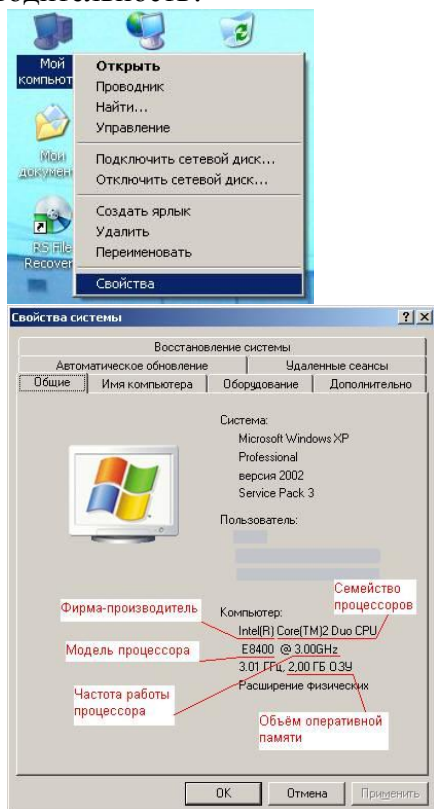 Мой
компьют
Открыть
Проводник
Найти...
Управление
Мои
Подключить сетевой диск...
Отключить сетевой диск...
RS File
Recover
Создать ярлык
Удалить
Переименовать
Свойства
Свойства системы
Восстановление системы
Автоматическое обновление Удаленные сеансы
Общие Имя компьютера Оборудование Дополнительно
Система:
Microsoft Windows XP
Professional
версия 2002
Service Pack 3
Пользователь:
Семейство
процессоров
Фирма-производитель
Компьютер:
Intel(R) Core(TM)2 Duo CPU
Модель процессора
E8400 @ 3.00GHz
3.01 ГГц, 2,00 ГБ ОЗУ
Расширение физических
Частота работы
процессора
Объём оперативной
памяти
OK Отмена Применить